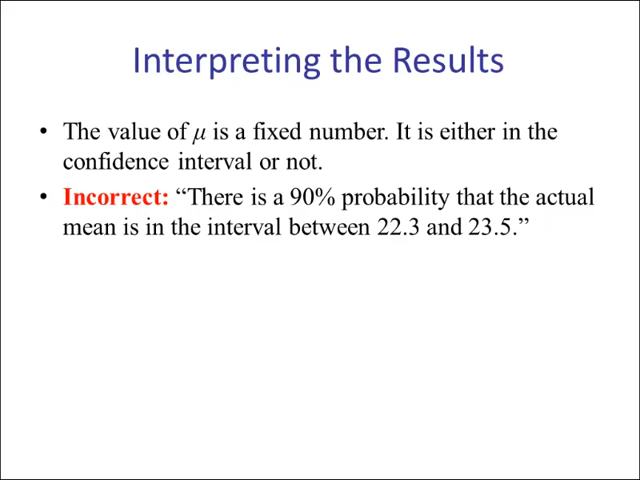 Interpreting the Results
• The value of μ is a fixed number. It is either in the
confidence interval or not.
• Incorrect: “There is a 90% probability that the actual
mean is in the interval between 22.3 and 23.5.”